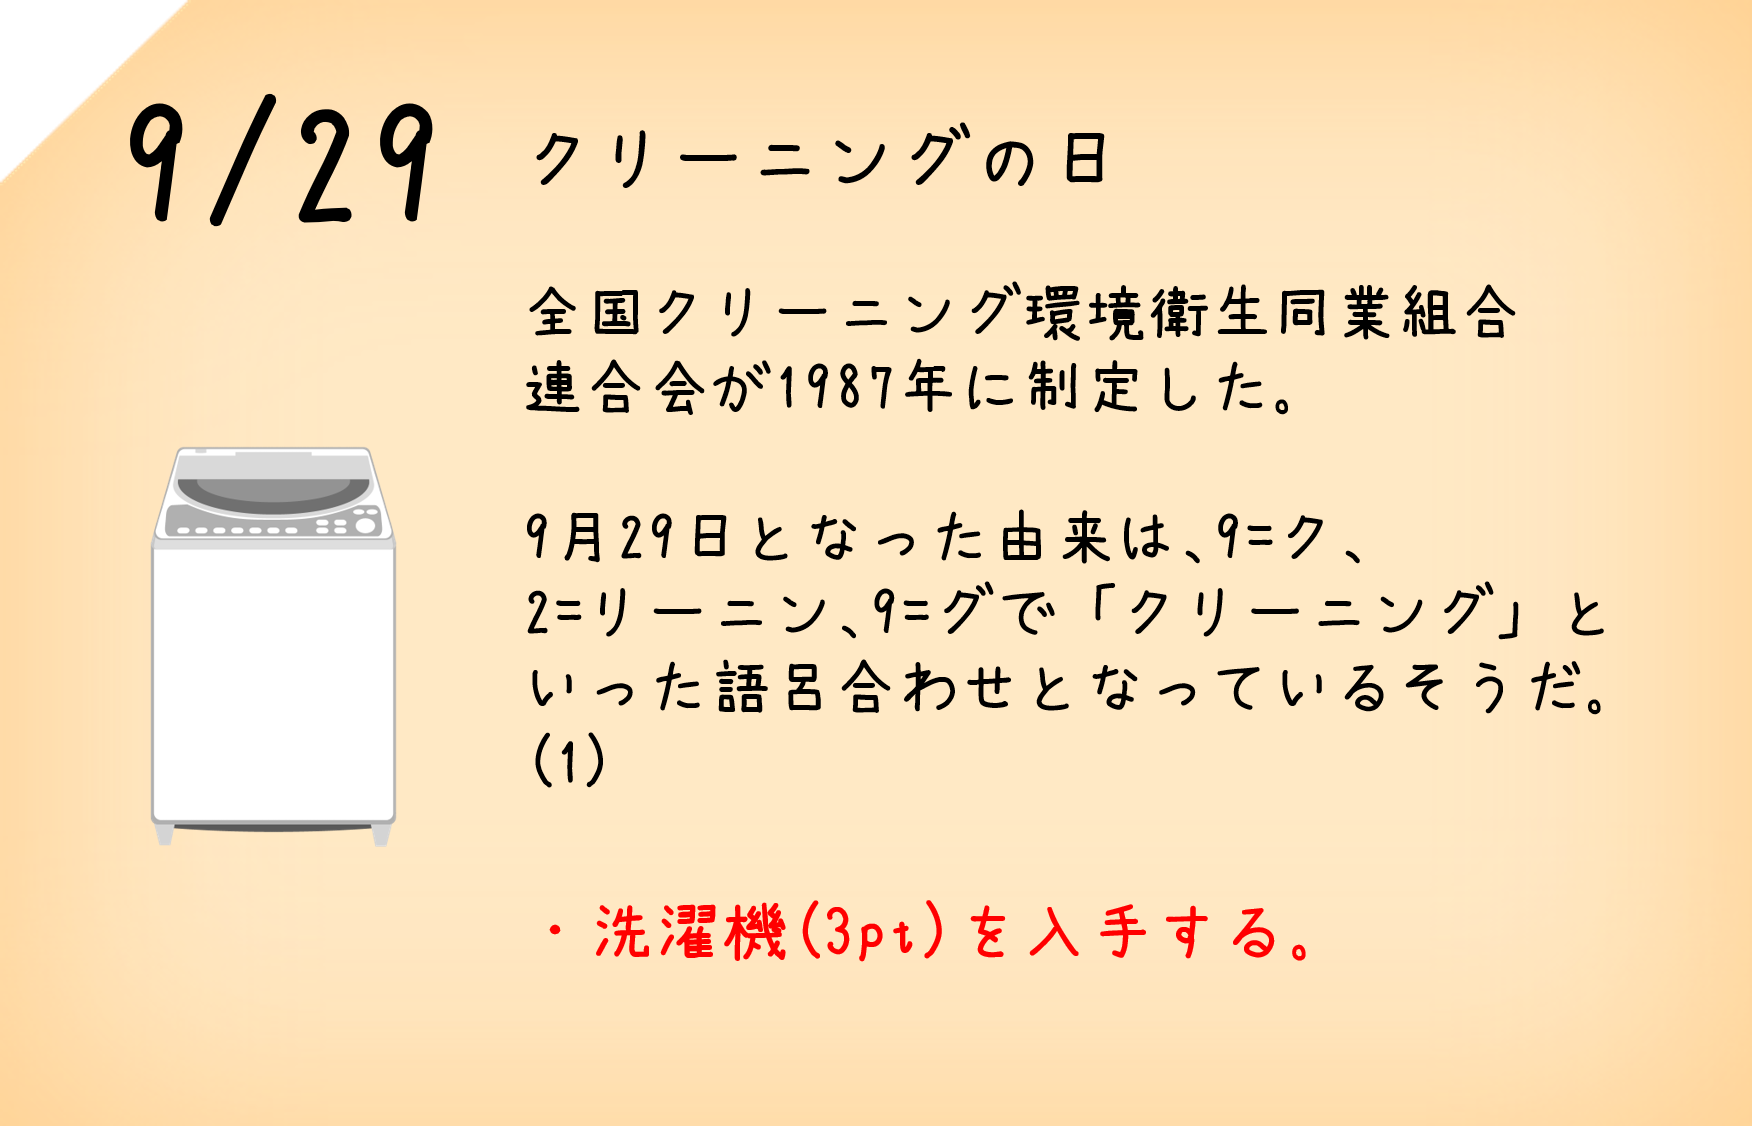 9/29
クリーニングの日
全国クリーニング環境衛生同業組合
連合会が1987年に制定した。
9月29日となった由来は、9=ク、
2=リーニン、9=グで「クリーニング」と
いった語呂合わせとなっているそうだ。
(1)
・洗濯機(3pt)を入手する。